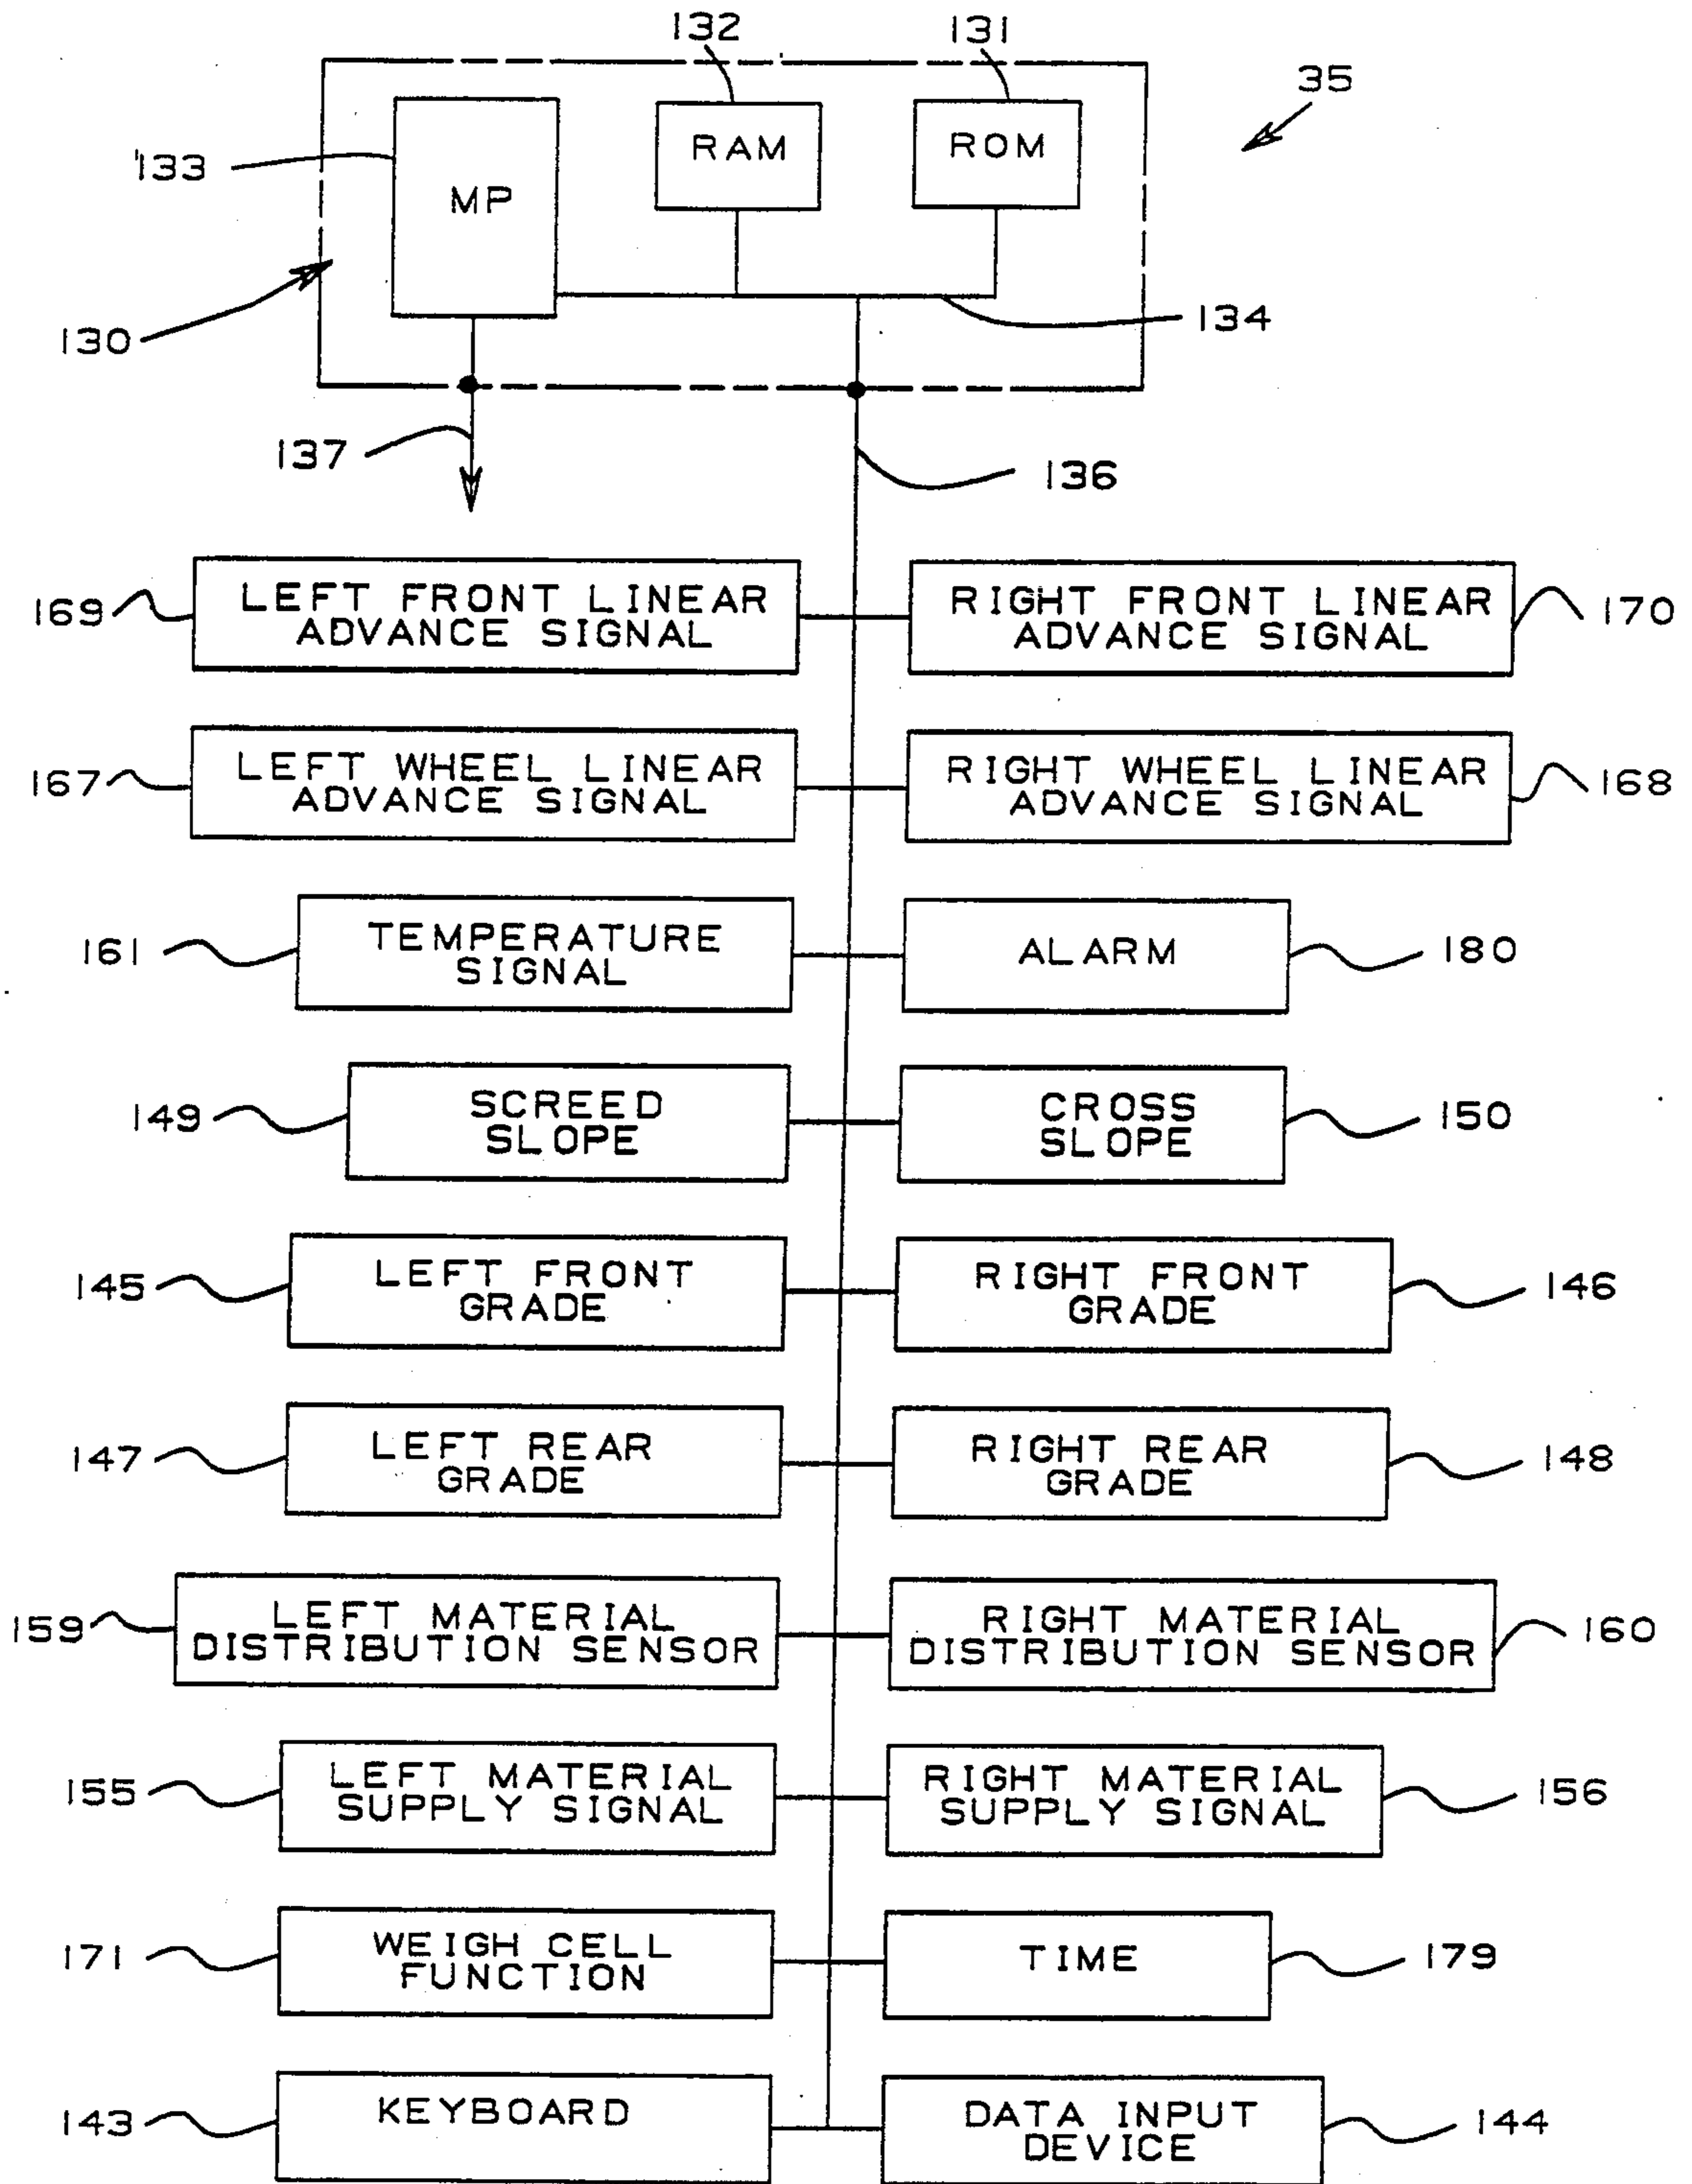 132
131
35
133
MP
RAM
ROM
130
134
137
136
169
LEFT FRONT LINEAR
ADVANCE SIGNAL
RIGHT FRONT LINEAR
ADVANCE SIGNAL
170
167
LEFT WHEEL LINEAR
ADVANCE SIGNAL
RIGHT WHEEL LINEAR
ADVANCE SIGNAL
168
161
TEMPERATURE
SIGNAL
ALARM
180
149
SCREED
SLOPE
CROSS
SLOPE
150
145
LEFT FRONT
GRADE
RIGHT FRONT
GRADE
146
147
LEFT REAR
GRADE
RIGHT REAR
GRADE
148
159
LEFT MATERIAL
DISTRIBUTION SENSOR
RIGHT MATERIAL
DISTRIBUTION SENSOR
160
155
LEFT MATERIAL
SUPPLY SIGNAL
RIGHT MATERIAL
SUPPLY SIGNAL
156
171
WEIGH CELL
FUNCTION
TIME
179
143
KEYBOARD
DATA INPUT
DEVICE
144